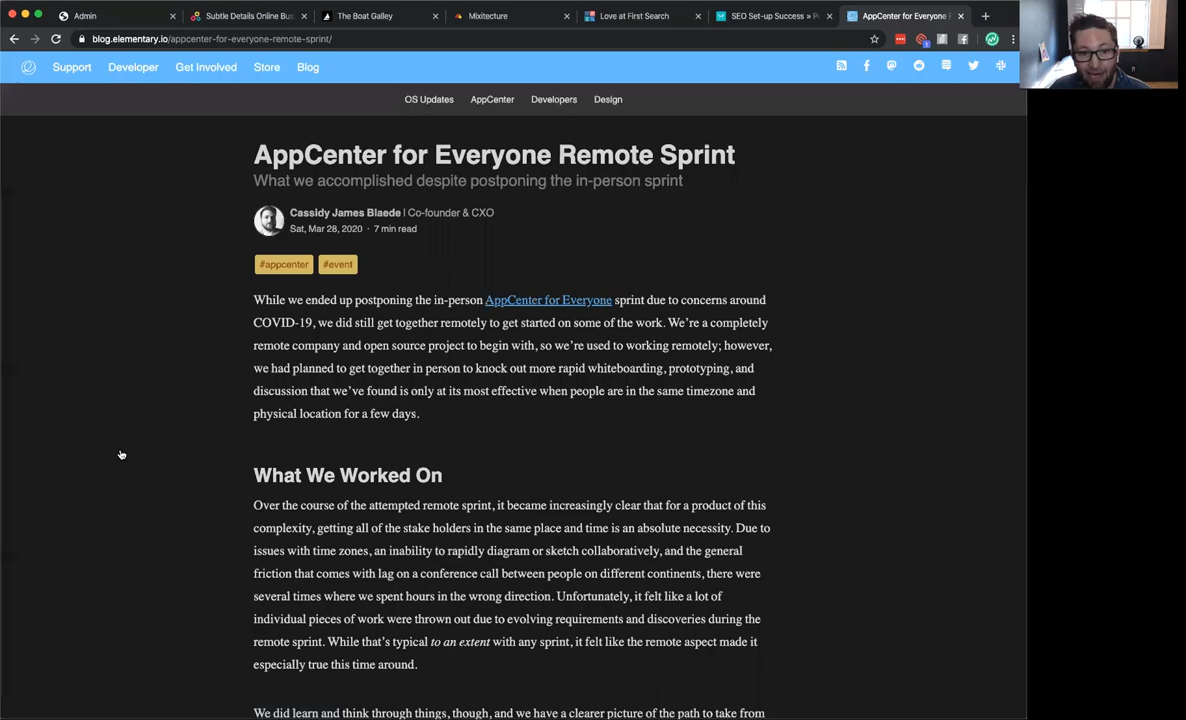 Admin
Subtle Details Online Bus
The Boat Galley
Mixitecture
Love at First Search
SEO Set-up Success » P
AppCenter for Everyone
blog.elementary.io/appcenter-for-everyone-remote-sprint/
Support
Developer
Get Involved
Store
Blog
OS Updates
AppCenter
Developers
Design
AppCenter for Everyone Remote Sprint
What we accomplished despite postponing the in-person sprint
Cassidy James Blaede | Co-founder & CXO
Sat, Mar 28, 2020 · 7 min read
#appcenter
#event
While we ended up postponing the in-person AppCenter for Everyone sprint due to concerns around
COVID-19, we did still get together remotely to get started on some of the work. We’re a completely
remote company and open source project to begin with, so we’re used to working remotely; however,
we had planned to get together in person to knock out more rapid whiteboarding, prototyping, and
discussion that we’ve found is only at its most effective when people are in the same timezone and
physical location for a few days.
What We Worked On
Over the course of the attempted remote sprint, it became increasingly clear that for a product of this
complexity, getting all of the stake holders in the same place and time is an absolute necessity. Due to
issues with time zones, an inability to rapidly diagram or sketch collaboratively, and the general
friction that comes with lag on a conference call between people on different continents, there were
several times where we spent hours in the wrong direction. Unfortunately, it felt like a lot of
individual pieces of work were thrown out due to evolving requirements and discoveries during the
remote sprint. While that’s typical to an extent with any sprint, it felt like the remote aspect made it
especially true this time around.
We did learn and think through things, though, and we have a clearer picture of the path to take from